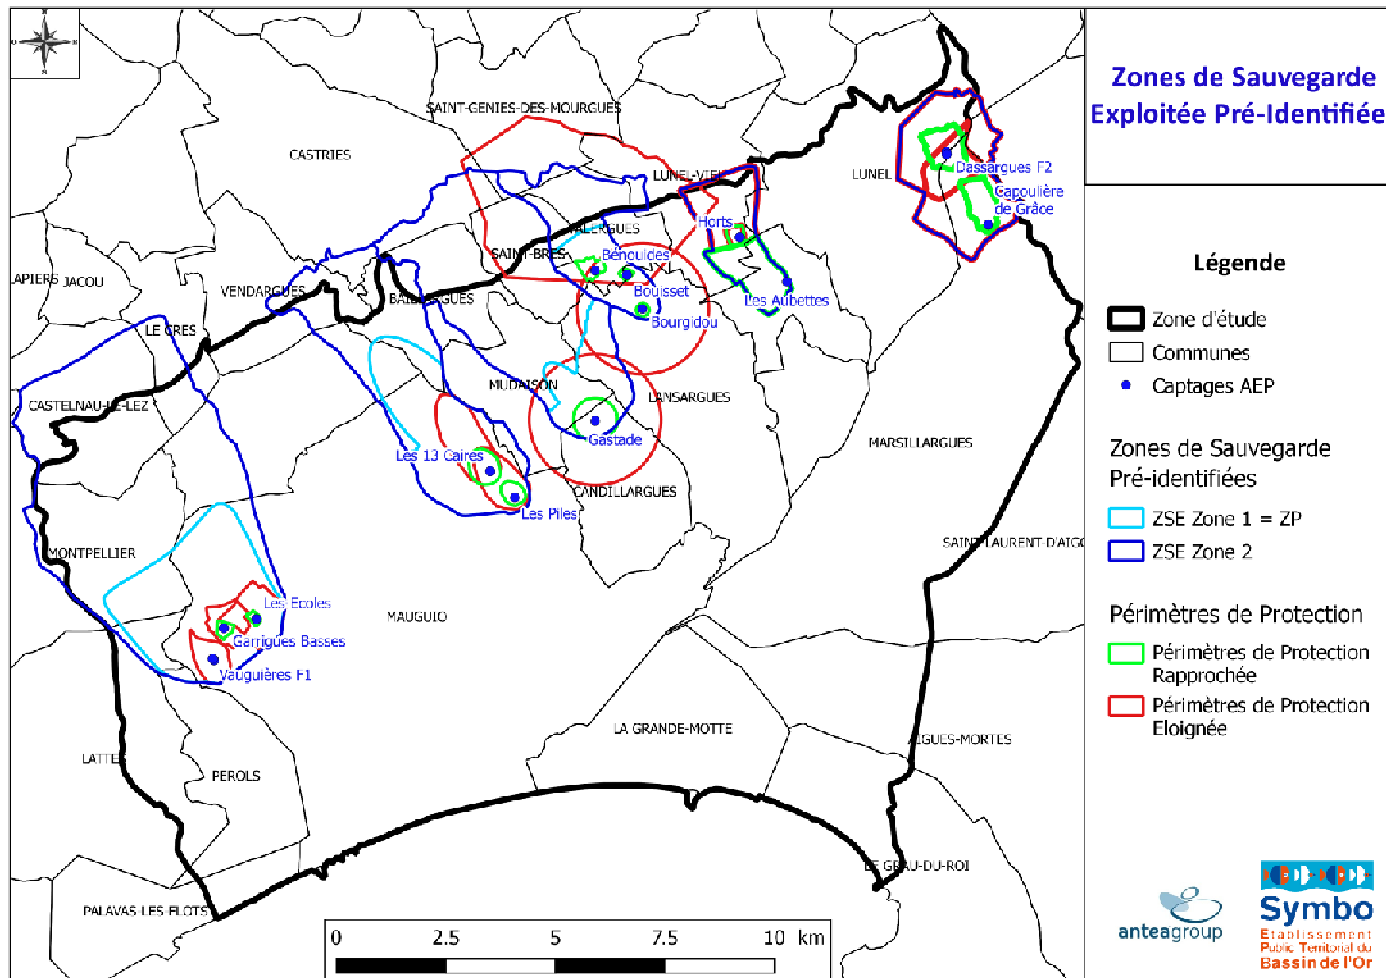 Zones de Sauvegarde
Exploitée Pré-Identifiée
SAINT-GENIES-DES-MOURGUES
CASTRIES
LUNEL-VIEL
LUNEL
Dassargues F2
Capoulière
de Grâce
Horts
VALERGUES
SAINT-BRES
Bénouides
Bouisset
Bourgidou
Les Aubettes
LAPIERS
JACOU
VENDARGUES
BAILLARGUES
LE CRES
CASTELNAU-LE-LEZ
MUDAISON
LANSARGUES
Gastade
MARSILLARGUES
Les 13 Caires
Les Piles
CANDILLARGUES
SAINT-LAURENT-D'AIGO
MONTPELLIER
Les Ecoles
MAUGUIO
Garrigues Basses
Vauguières F1
LA GRANDE-MOTTE
AIGUES-MORTES
LATTES
PEROLS
LE GRAU-DU-ROI
PALAVAS-LES-FLOTS
0 2.5 5 7.5 10 km
Légende
Zone d'étude
Communes
Captages AEP
Zones de Sauvegarde
Pré-identifiées
ZSE Zone 1 = ZP
ZSE Zone 2
Périmètres de Protection
Périmètres de Protection
Rapprochée
Périmètres de Protection
Eloignée
anteagroup
Symbo
Etablissement
Public Territorial du
Bassin de l'Or